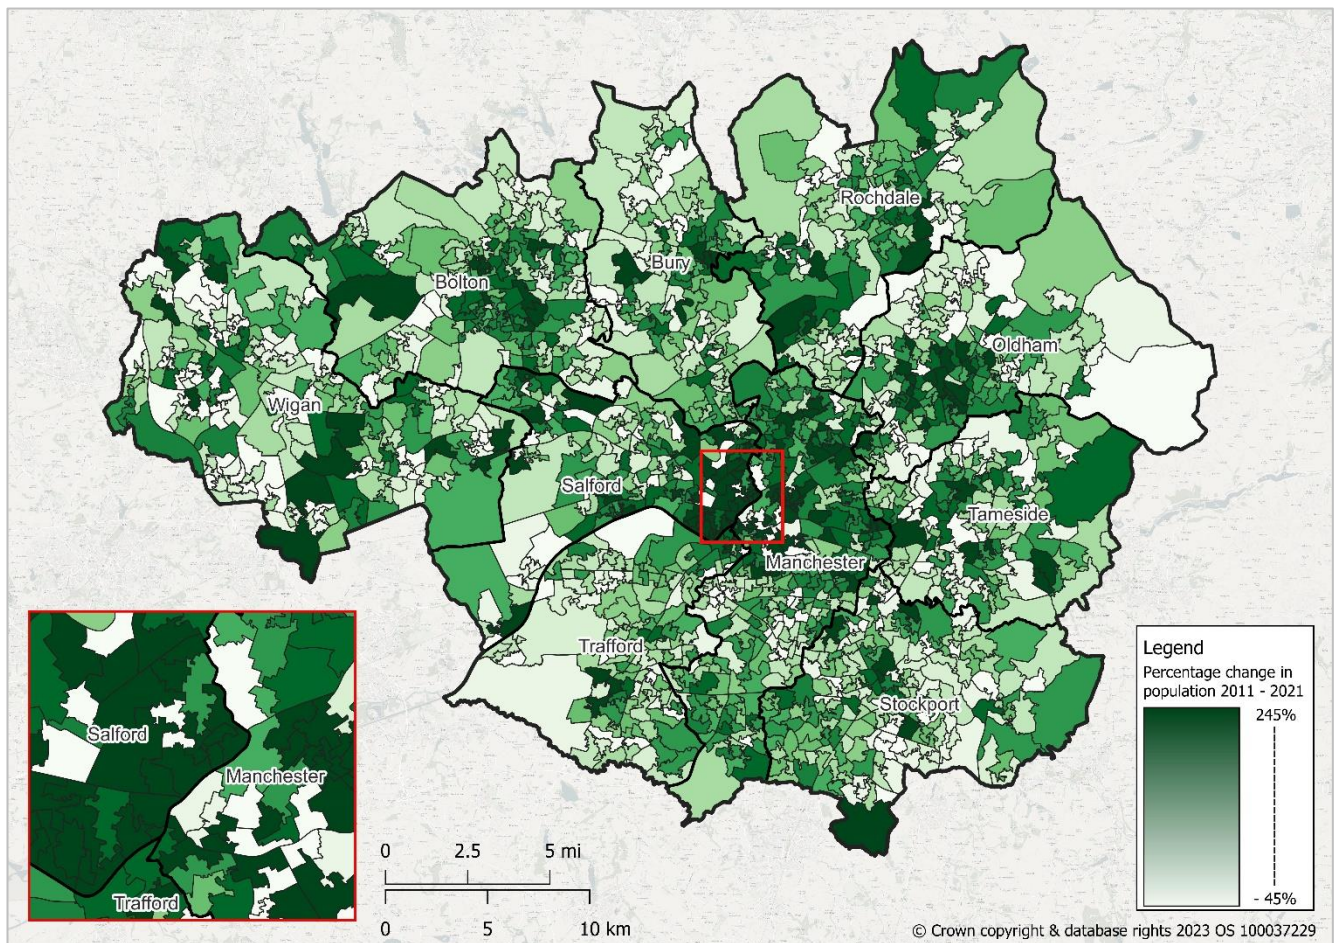 Rochdale
Bury
Bolton
Oldham
Wigan
Salford
Tameside
Manchester
Trafford
Stockport
Salford
Manchester
Trafford
0 2.5 5 mi
0 5 10 km
Legend
Percentage change in
population 2011 - 2021
245%
- 45%
© Crown copyright & database rights 2023 OS 100037229